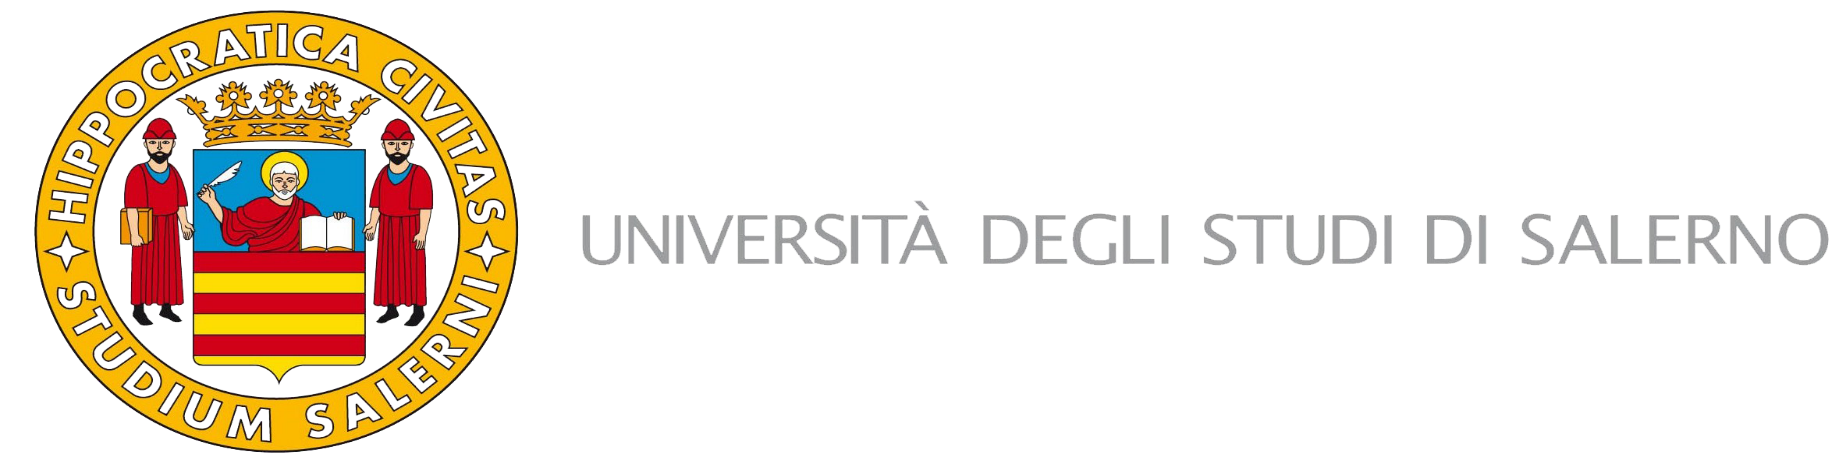 HIPPOCRATICA CIVITAS
STUDIUM SALERNI
UNIVERSITÀ DEGLI STUDI DI SALERNO